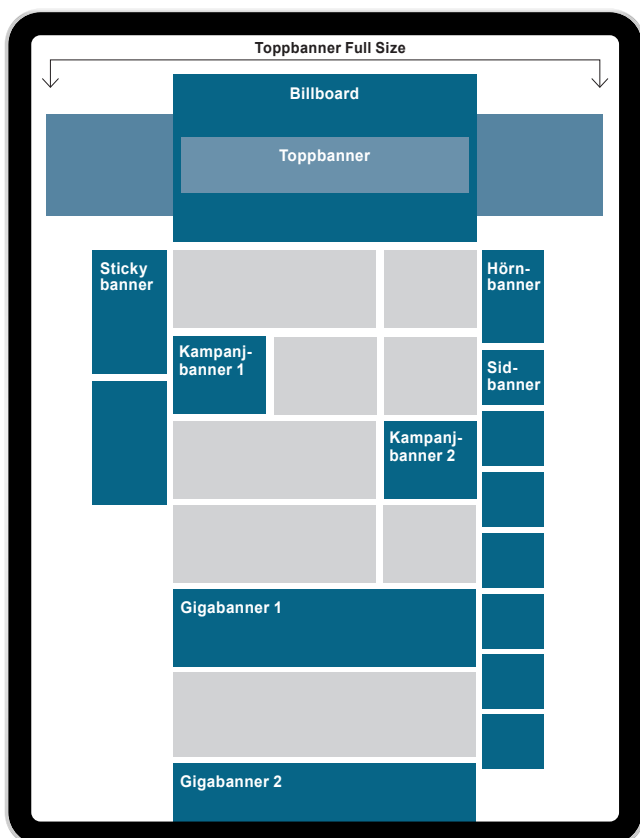 Toppbanner Full Size
Billboard
Toppbanner
Sticky
banner
Hörn-
banner
Kampanj-
banner 1
Sid-
banner
Kampanj-
banner 2
Gigabanner 1
Gigabanner 2